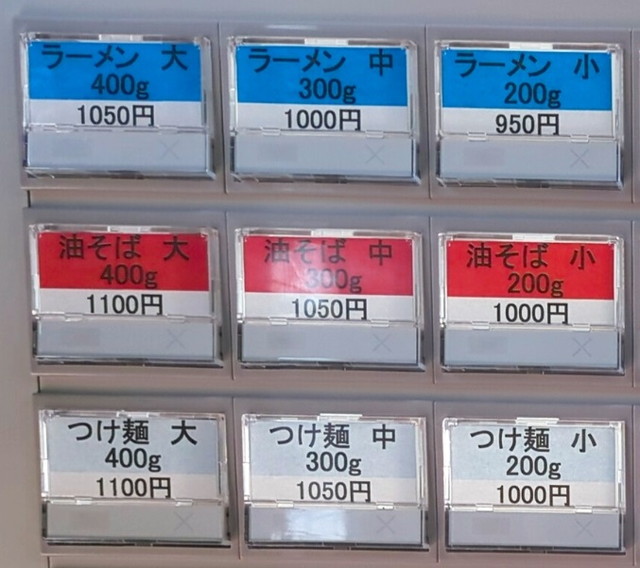 ラーメン 大
400g
1050円
ラーメン 中
300g
1000円
ラーメン 小
200g
950円
油そば 大
400g
1100円
油そば 中
300g
1050円
油そば 小
200g
1000円
つけ麺 大
400g
1100円
つけ麺 中
300g
1050円
つけ麺 小
200g
1000円